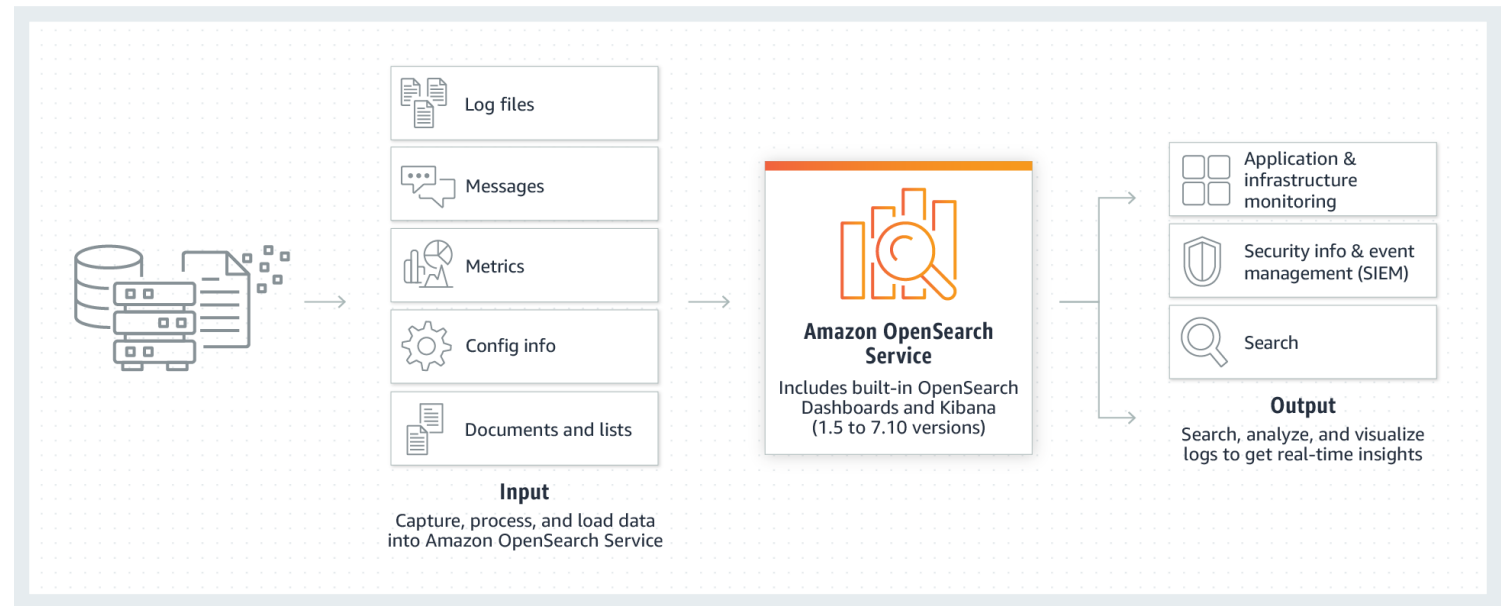 Log files
Messages
Metrics
Config info
Documents and lists
Input
Capture, process, and load data
into Amazon OpenSearch Service
Amazon OpenSearch
Service
Includes built-in OpenSearch
Dashboards and Kibana
(1.5 to 7.10 versions)
Application &
infrastructure
monitoring
Security info & event
management (SIEM)
Search
Output
Search, analyze, and visualize
logs to get real-time insights